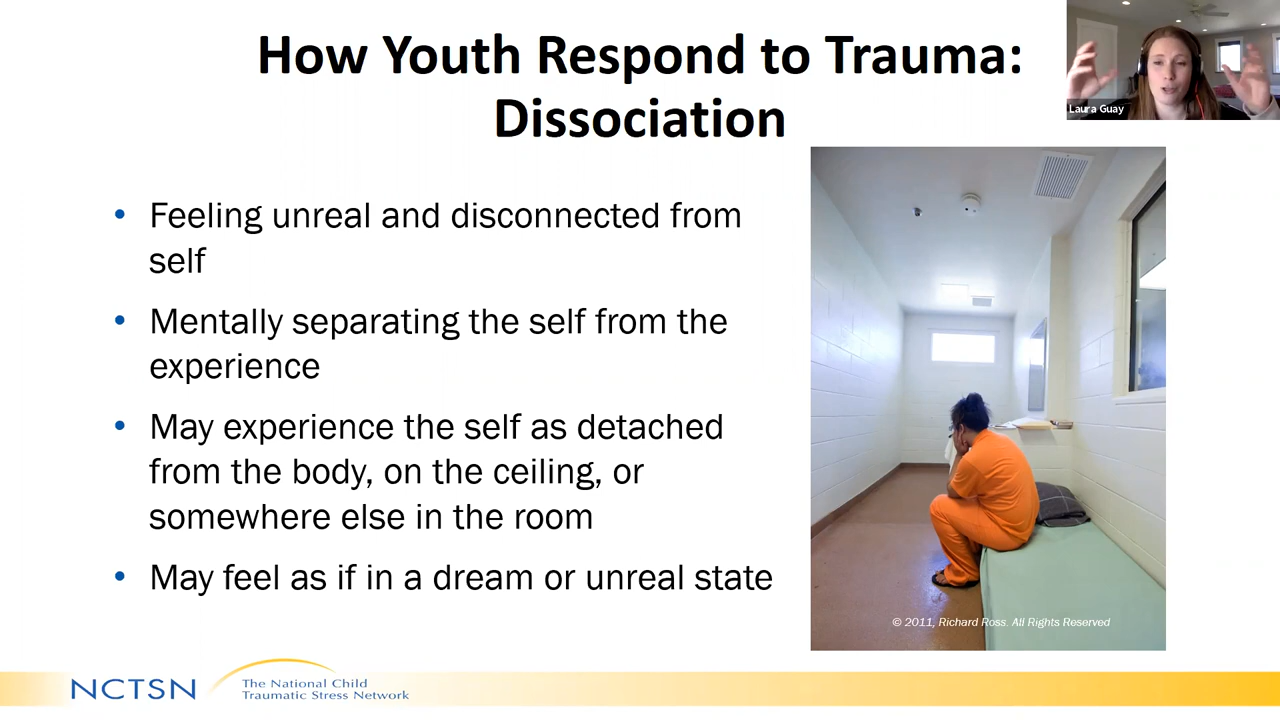 How Youth Respond to Trauma:
Dissociation
Laura Guay
• Feeling unreal and disconnected from
self
• Mentally separating the self from the
experience
• May experience the self as detached
from the body, on the ceiling, or
somewhere else in the room
• May feel as if in a dream or unreal state
© 2011, Richard Ross. All Rights Reserved
NCTSN
The National Child
Traumatic Stress Network